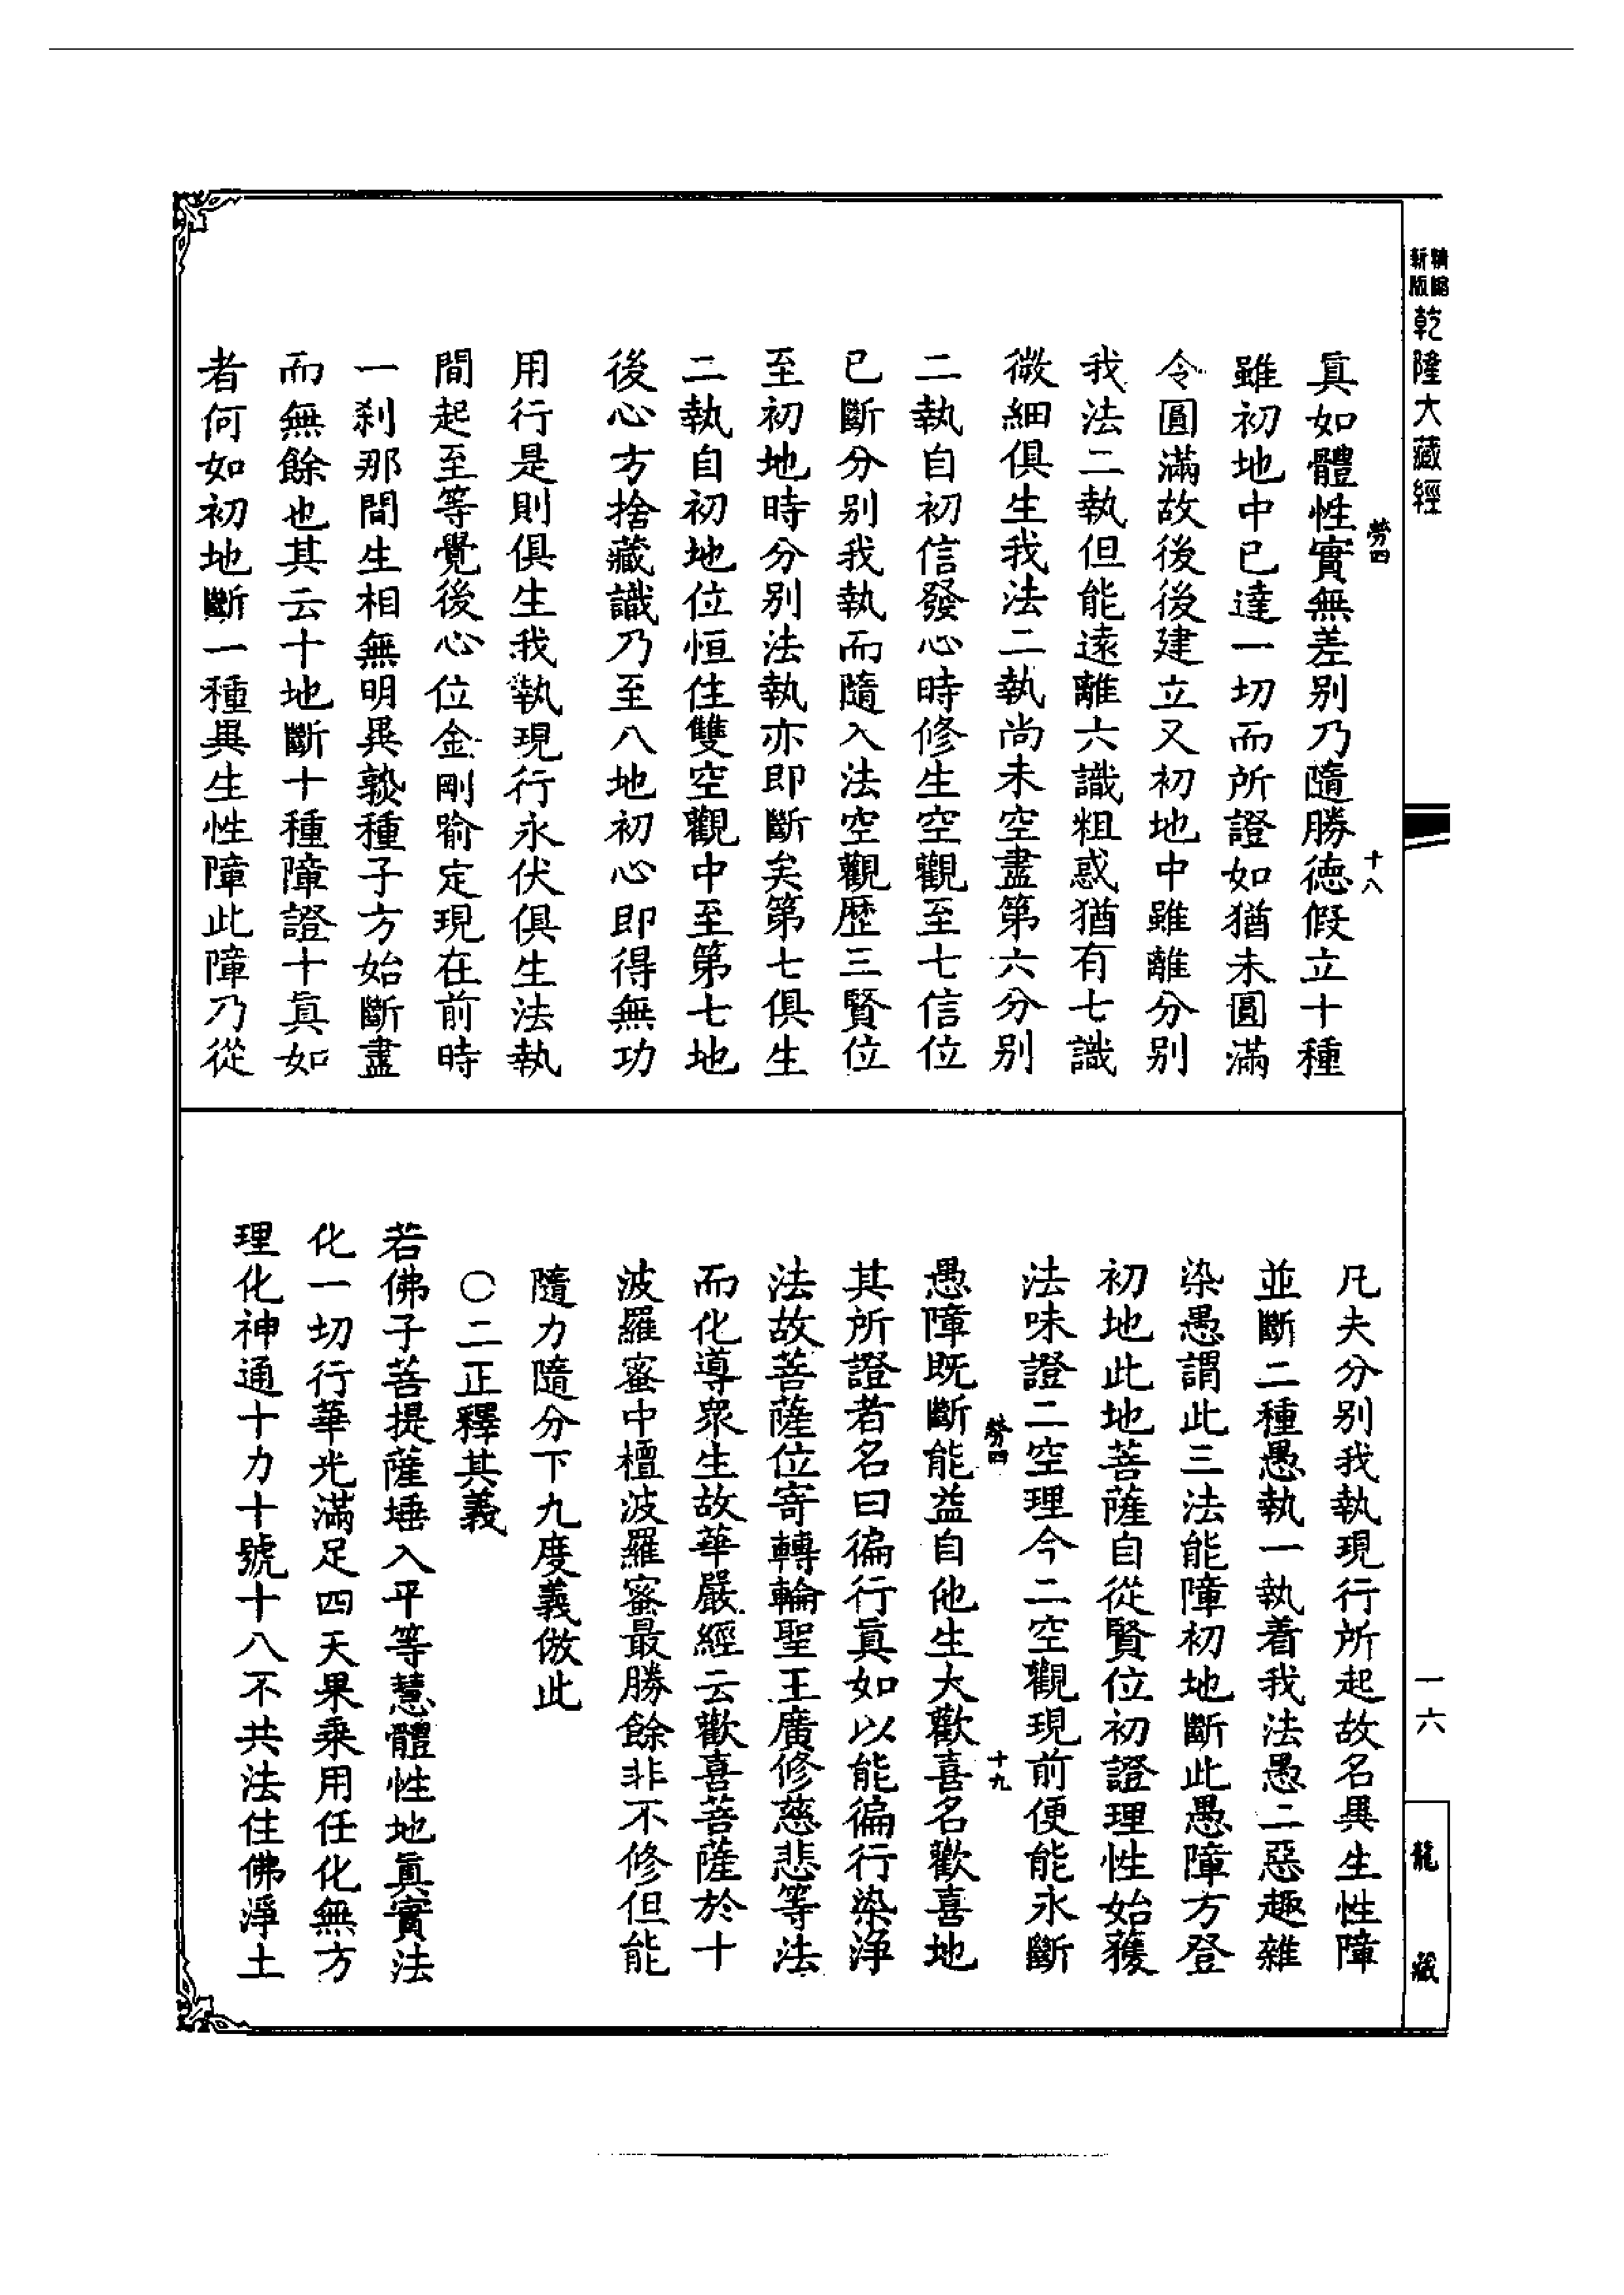 精縮新版乾隆大藏經
一六
龍藏
勞四
十八
眞如體性實無差別乃隨勝德假立十種
雖初地中已達一切而所證如猶未圓滿
令圓滿故後後建立又初地中雖離分別
我法二執但能遠離六識粗惑猶有七識
微細俱生我法二執尚未空盡第六分別
二執自初信發心時修生空觀至七信位
已斷分別我執而隨入法空觀歷三賢位
至初地時分別法執亦即斷矣第七俱生
二執自初地位恒住雙空觀中至第七地
後心方捨藏識乃至八地初心即得無功
用行是則俱生我執現行永伏俱生法執
間起至等覺後心位金剛喻定現在前時
一刹那間生相無明異熟種子方始斷盡
而無餘也其云十地斷十種障證十眞如
者何如初地斷一種異生性障此障乃從
凡夫分別我執現行所起故名異生性障
並斷二種愚執一執着我法愚二惡趣雜
染愚謂此三法能障初地斷此愚障方登
初地此地菩薩自從賢位初證理性始獲
法味證二空理今二空觀現前便能永斷
勞四
十九
愚障既斷能益自他生大歡喜名歡喜地
其所證者名曰徧行眞如以能徧行染淨
法故菩薩位寄轉輪聖王廣修慈悲等法
而化導衆生故華嚴經云歡喜菩薩於十
波羅蜜中檀波羅蜜最勝餘非不修但能
隨力隨分下九度義倣此
○二正釋其義
若佛子菩提薩埵入平等慧體性地眞實法
化一切行華光滿足四天果乘用任化無方
理化神通十力十號十八不共法住佛淨土